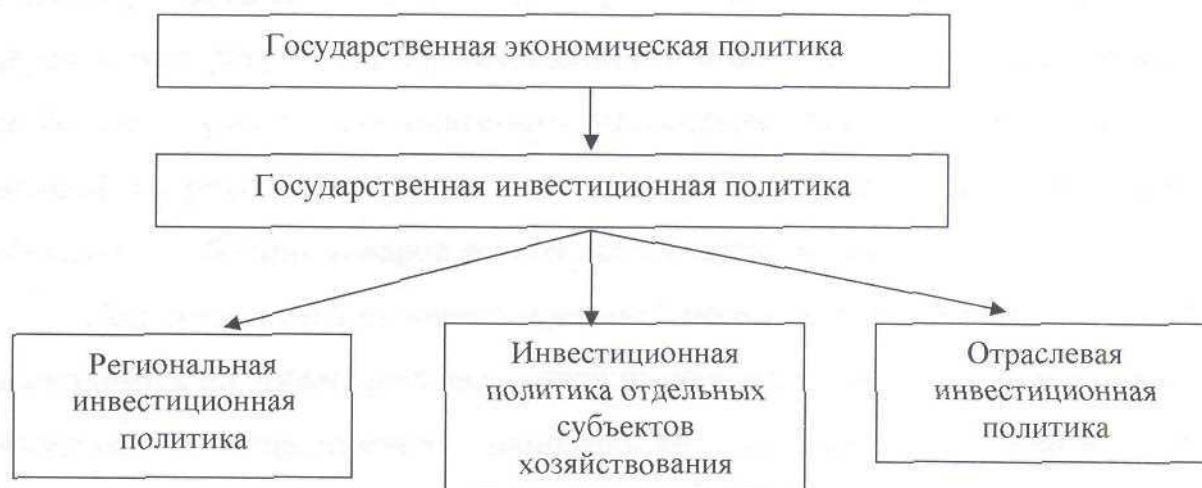 Государственная экономическая политика
Государственная инвестиционная политика
Региональная
инвестиционная
политика
Инвестиционная
политика отдельных
субъектов
хозяйствования
Отраслевая
инвестиционная
политика